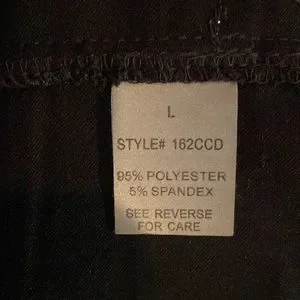 L
STYLE# 162CCD
95% POLYESTER
5% SPANDEX
SEE REVERSE
FOR CARE